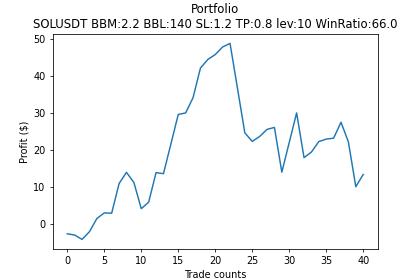 Portfolio
SOLUSDT BBM:2.2 BBL:140 SL:1.2 TP:0.8 lev:10 WinRatio:66.0
50
40
30
20
10
0
Profit ($)
0 5 10 15 20 25 30 35 40
Trade counts